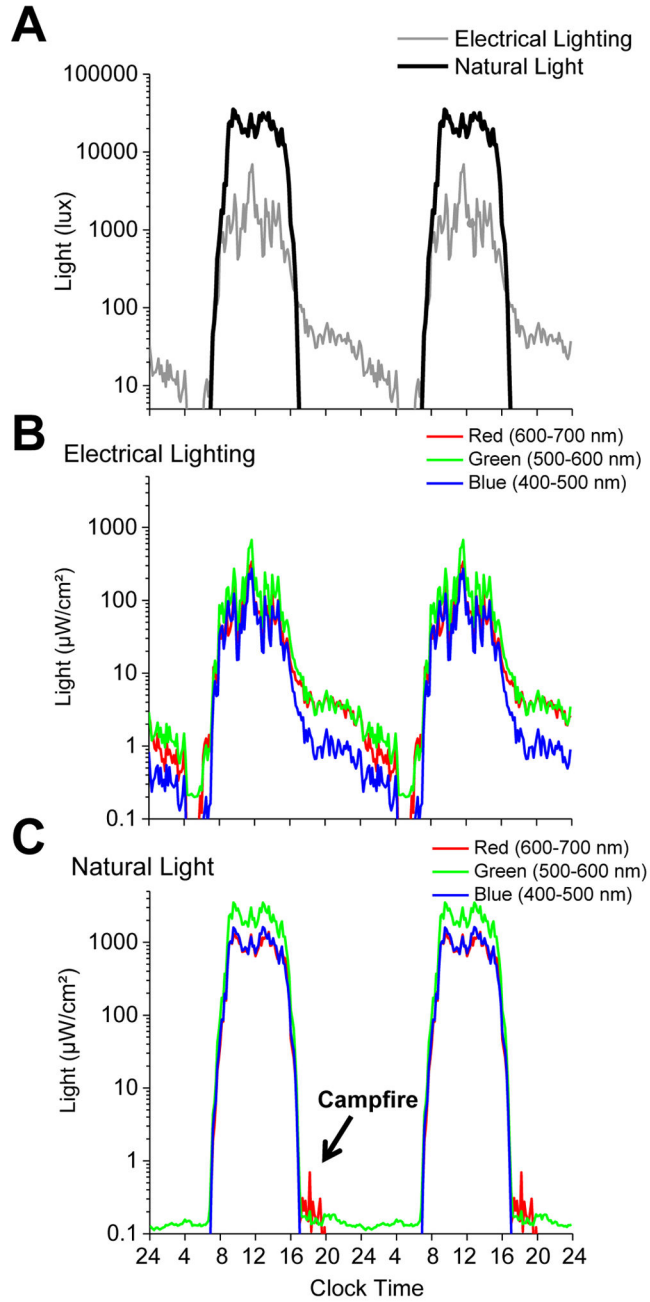 A
Electrical Lighting
Natural Light
100000
10000
1000
100
10
Light (lux)
B
Electrical Lighting
Red (600-700 nm)
Green (500-600 nm)
Blue (400-500 nm)
1000
100
10
1
0.1
Light (µW/cm²)
C
Natural Light
Red (600-700 nm)
Green (500-600 nm)
Blue (400-500 nm)
1000
100
10
1
0.1
Light (µW/cm²)
Campfire
24 4 8 12 16 20 24 4 8 12 16 20 24
Clock Time